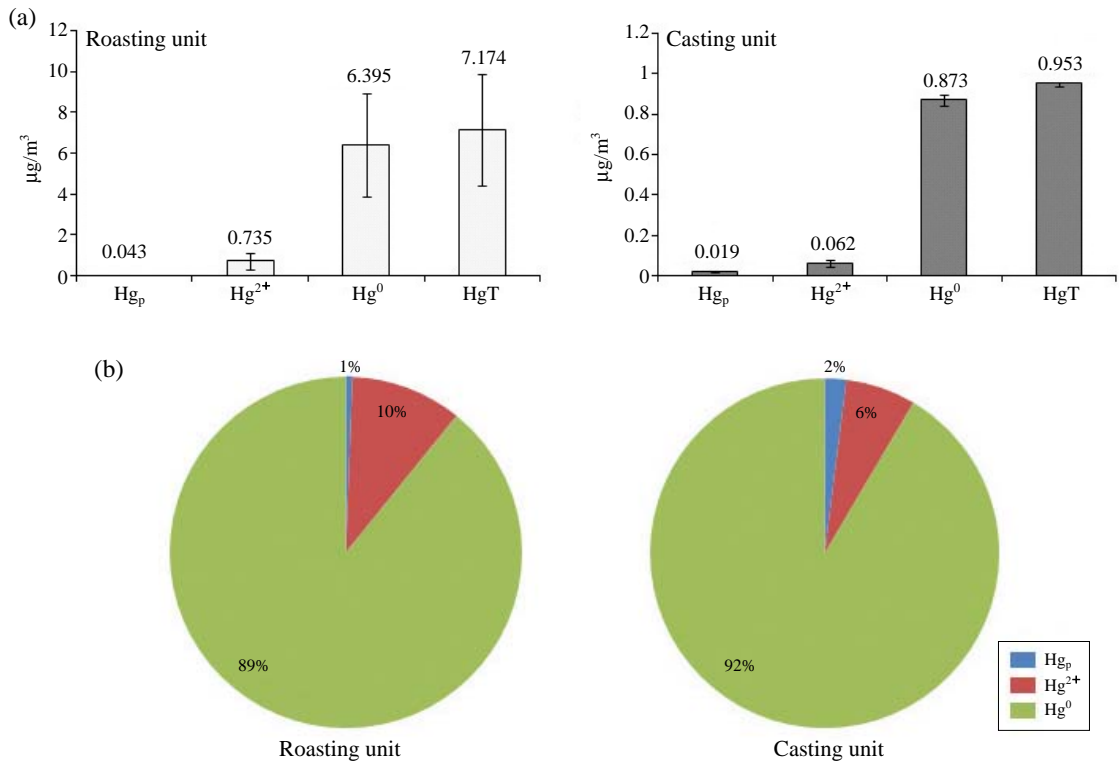 (a)
Roasting unit
µg/m³
12
10
8
6
4
2
0
0.043
0.735
6.395
7.174
Hgₚ
Hg²⁺
Hg⁰
HgT
Casting unit
µg/m³
1.2
1
0.8
0.6
0.4
0.2
0
0.019
0.062
0.873
0.953
Hgₚ
Hg²⁺
Hg⁰
HgT
(b)
1%
10%
89%
Roasting unit
2%
6%
92%
Casting unit
Hgₚ
Hg²⁺
Hg⁰